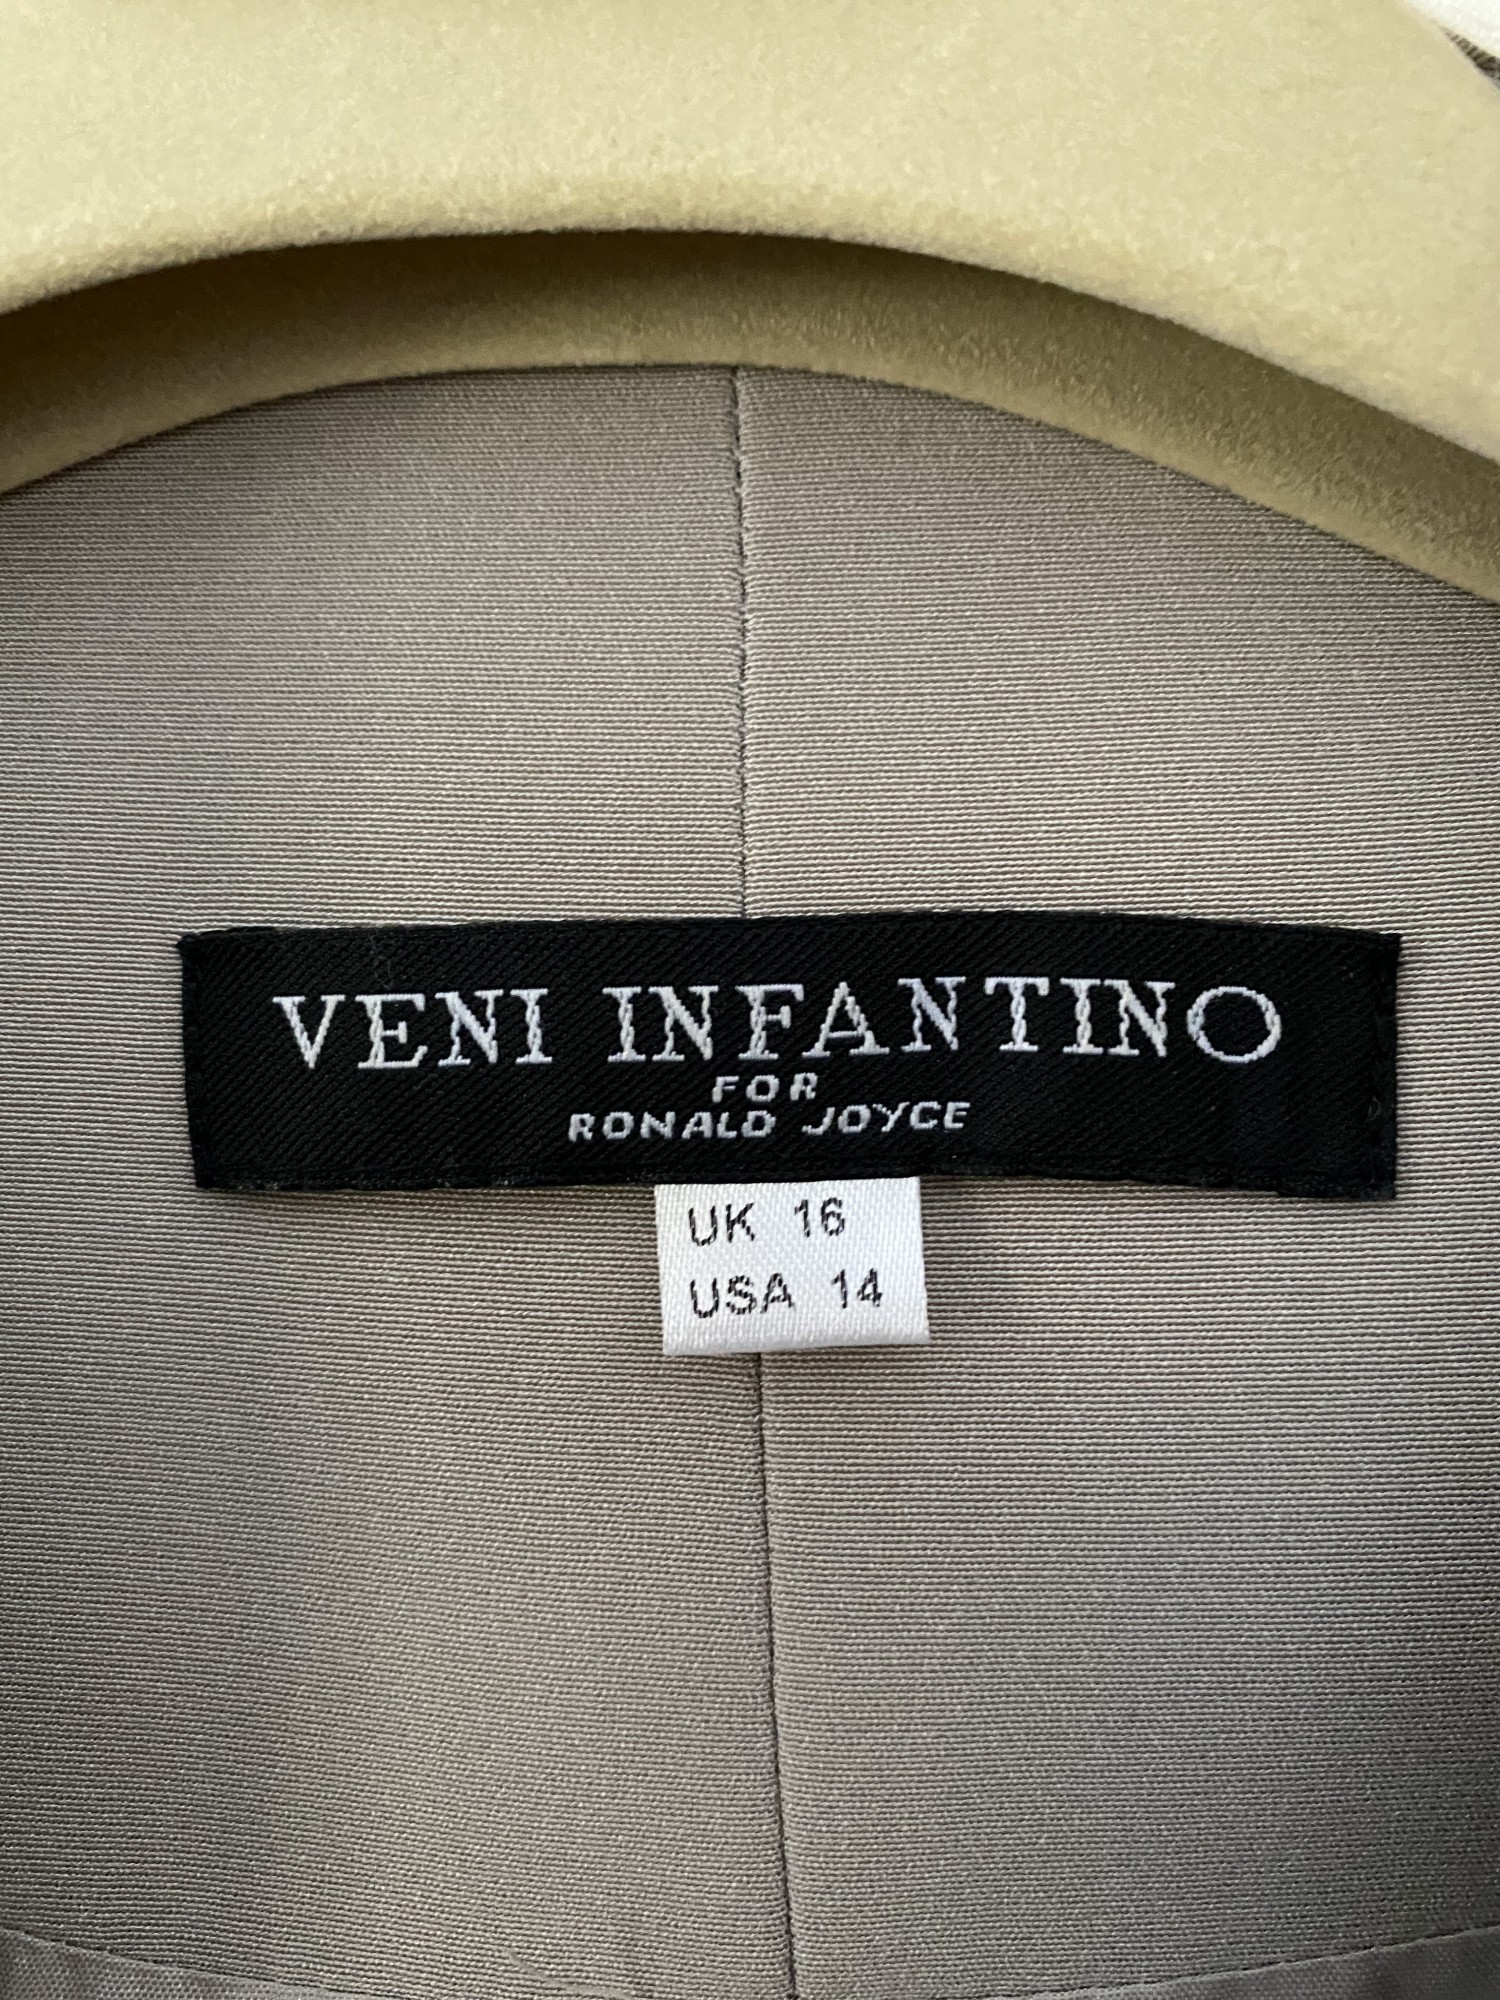 VENI INFANTINO
FOR
RONALD JOYCE
UK 16
USA 14